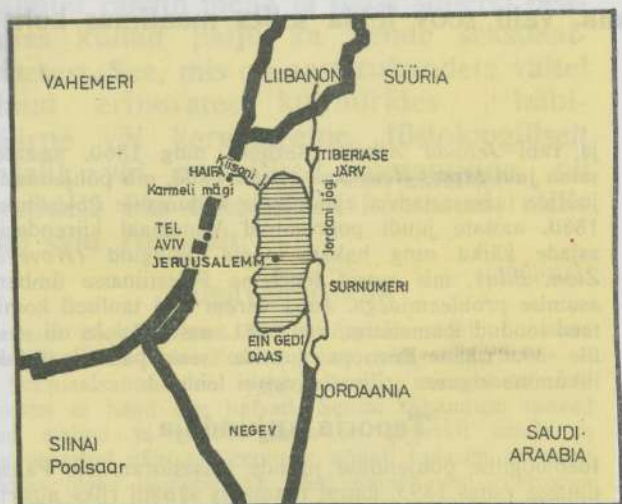 VAHEMERI
LIIBANON
SÜÜRIA
HAIFA
Kiisoni
TIBERIASE
JÄRV
Karmeli mägi
Jordani jõgi
TEL
AVIV
JERUUSALEMM
SURNUMERI
EIN GEDI
OAAS
JORDAANIA
NEGEV
SIINAI
Poolsaar
SAUDI-
ARAABIA